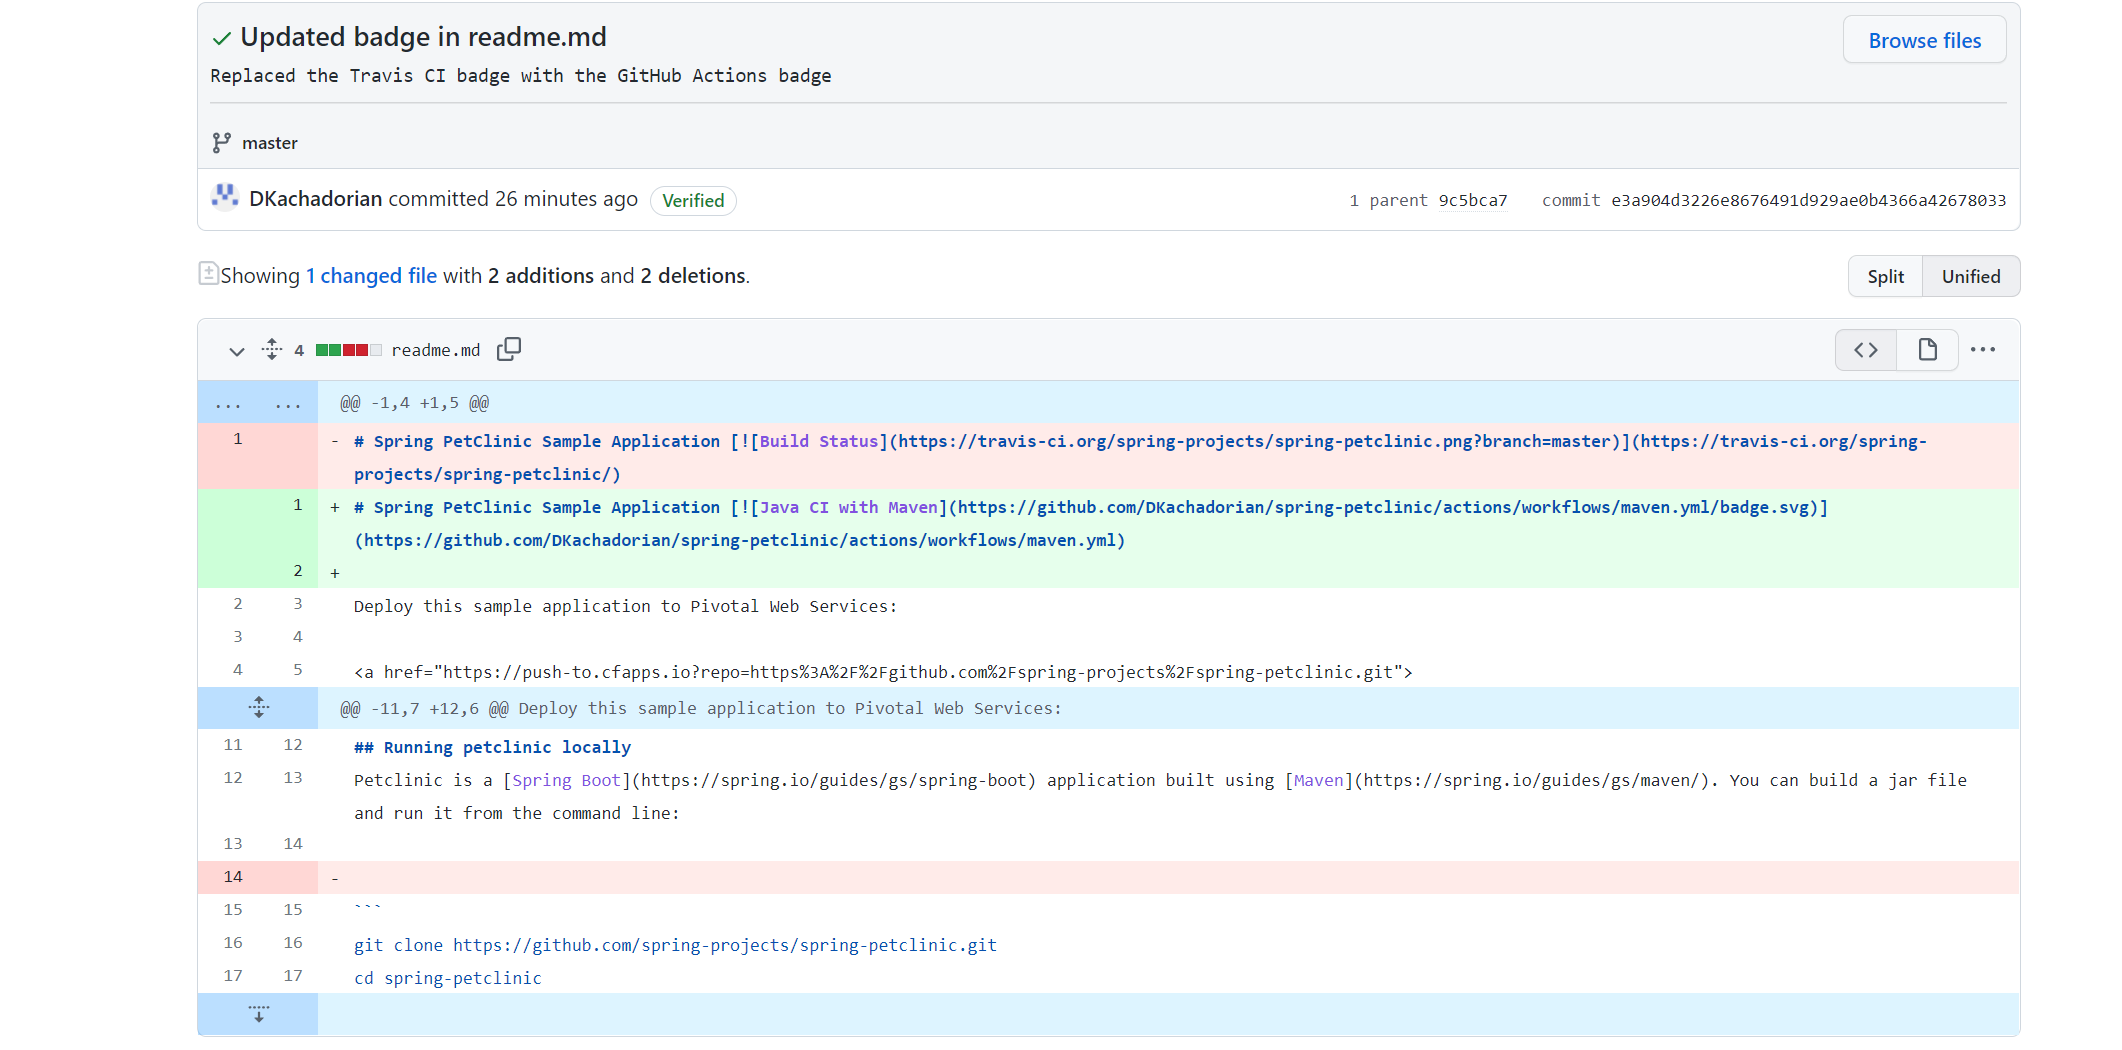 Updated badge in readme.md
Browse files
Replaced the Travis CI badge with the GitHub Actions badge
master
DKachadorian committed 26 minutes ago Verified 1 parent 9c5bca7 commit e3a904d3226e8676491d929ae0b4366a42678033
Showing 1 changed file with 2 additions and 2 deletions. Split Unified
4 readme.md
... ... @@ -1,4 +1,5 @@
1 - # Spring PetClinic Sample Application [![Build Status](https://travis-ci.org/spring-projects/spring-petclinic.png?branch=master)](https://travis-ci.org/spring-
projects/spring-petclinic/)
1 + # Spring PetClinic Sample Application [![Java CI with Maven](https://github.com/DKachadorian/spring-petclinic/actions/workflows/maven.yml/badge.svg)]
(https://github.com/DKachadorian/spring-petclinic/actions/workflows/maven.yml)
2 +
2 3 Deploy this sample application to Pivotal Web Services:
3 4
4 5 <a href="https://push-to.cfapps.io?repo=https%3A%2F%2Fgithub.com%2Fspring-projects%2Fspring-petclinic.git">
@@ -11,7 +12,6 @@ Deploy this sample application to Pivotal Web Services:
11 12 ## Running petclinic locally
12 13 Petclinic is a [Spring Boot](https://spring.io/guides/gs/spring-boot) application built using [Maven](https://spring.io/guides/gs/maven/). You can build a jar file
and run it from the command line:
13 14
14 -
15 15 ```
16 16 git clone https://github.com/spring-projects/spring-petclinic.git
17 17 cd spring-petclinic